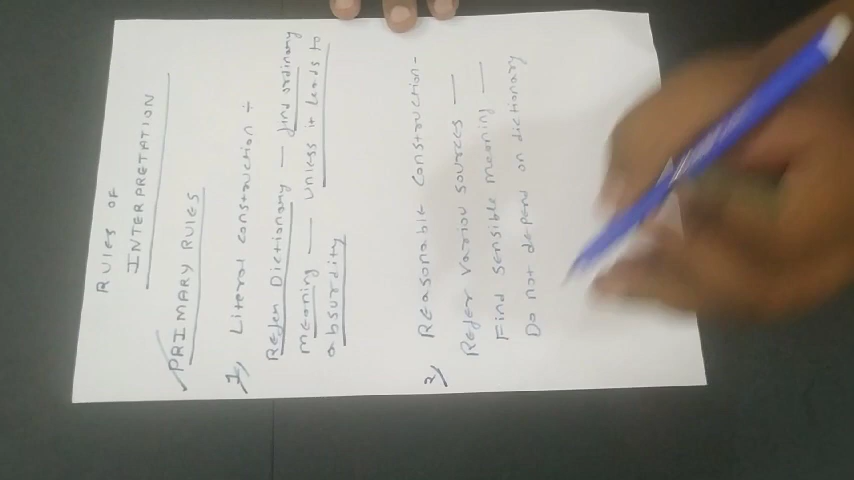 RULES OF
INTERPRETATION
PRIMARY RULES
1) Literal construction ÷
Refer Dictionary — find ordinary
meaning — unless it leads to
absurdity
2) Reasonable Construction -
Refer various sources —
Find sensible meaning —
Do not depend on dictionary